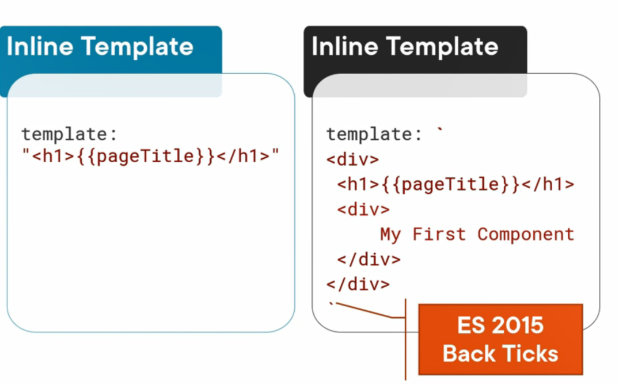 Inline Template
template:
"<h1>{{pageTitle}}</h1>"
Inline Template
template: `
<div>
<h1>{{pageTitle}}</h1>
<div>
My First Component
</div>
</div>
`
ES 2015
Back Ticks